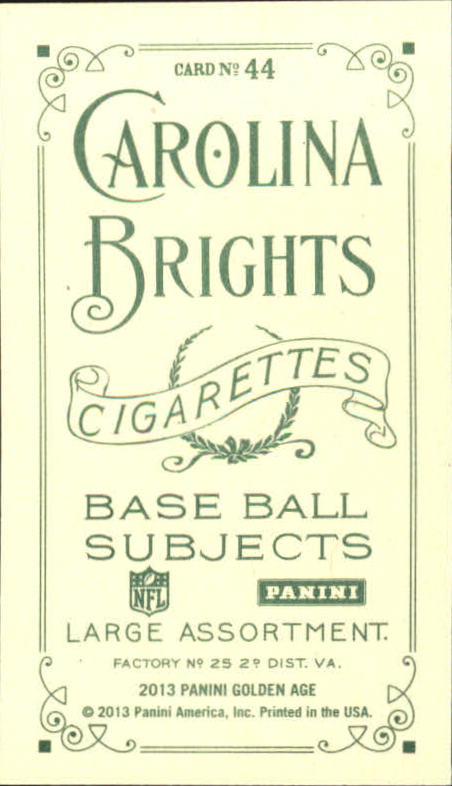 CARD Nº 44
CAROLINA
BRIGHTS
CIGARETTES
BASE BALL
SUBJECTS
NFL PANINI
LARGE ASSORTMENT.
FACTORY Nº 25 2º DIST. VA.
2013 PANINI GOLDEN AGE
© 2013 Panini America, Inc. Printed in the USA.